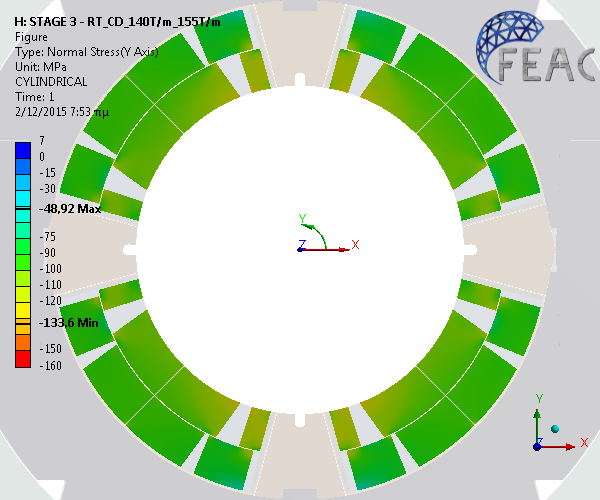 H: STAGE 3 - RT_CD_140T/m_155T/m
Figure
Type: Normal Stress(Y Axis)
Unit: MPa
CYLINDRICAL
Time: 1
2/12/2015 7:53 πμ
FEAC
7
0
-15
-30
-48,92 Max
-75
-90
-100
-110
-120
-133,6 Min
-150
-160
Y
Z
X
Y
Z
X